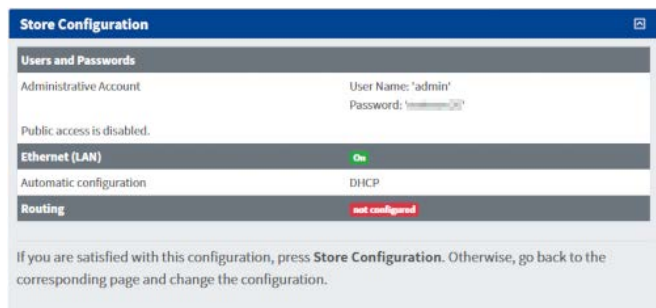 Store Configuration
Users and Passwords
Administrative Account User Name: 'admin'
Password: '
Public access is disabled.
Ethernet (LAN) On
Automatic configuration DHCP
Routing not configured
If you are satisfied with this configuration, press Store Configuration. Otherwise, go back to the
corresponding page and change the configuration.